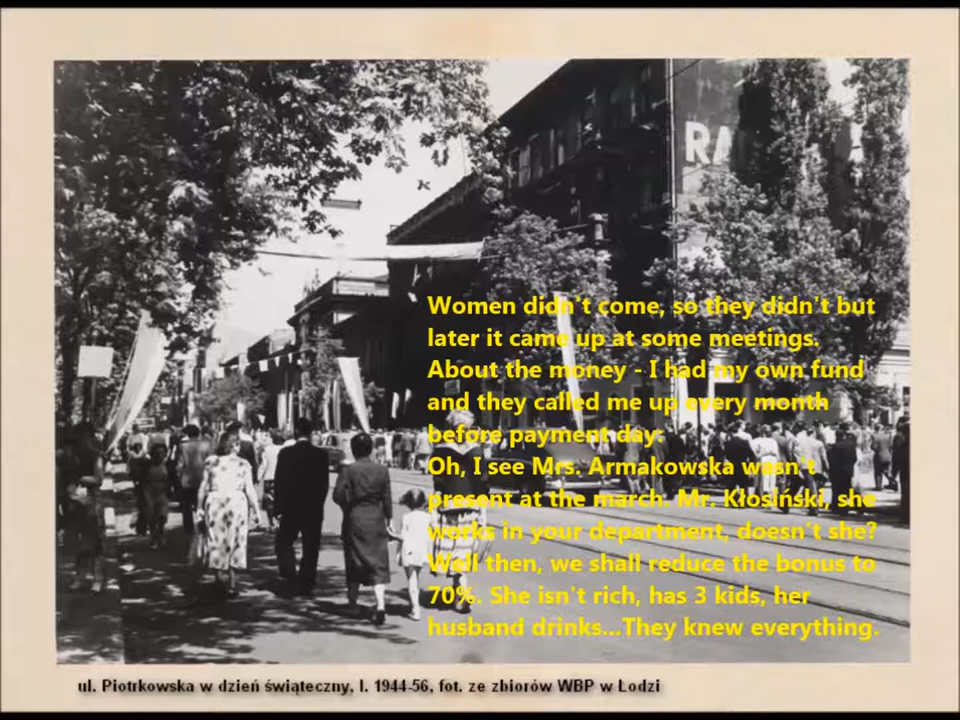 RA
Women didn't come, so they didn't but
later it came up at some meetings.
About the money - I had my own fund
and they called me up every month
before payment day:
Oh, I see Mrs. Armakowska wasn't
present at the march. Mr. Kłosiński, she
works in your department, doesn't she?
Well then, we shall reduce the bonus to
70%. She isn't rich, has 3 kids, her
husband drinks...They knew everything.
ul. Piotrkowska w dzień świąteczny, l. 1944-56, fot. ze zbiorów WBP w Łodzi